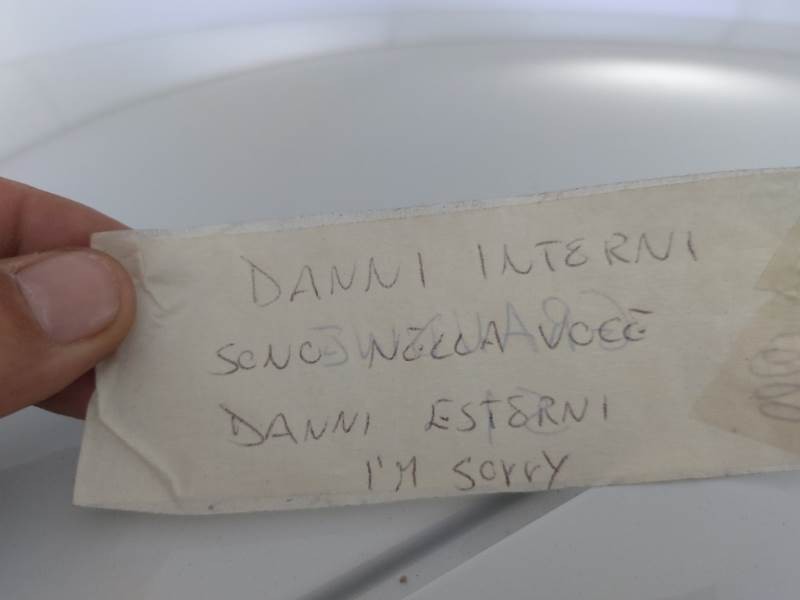 DANNI INTERNI
SONO NELLA VOCE
DANNI ESTERNI
I'M SORRY